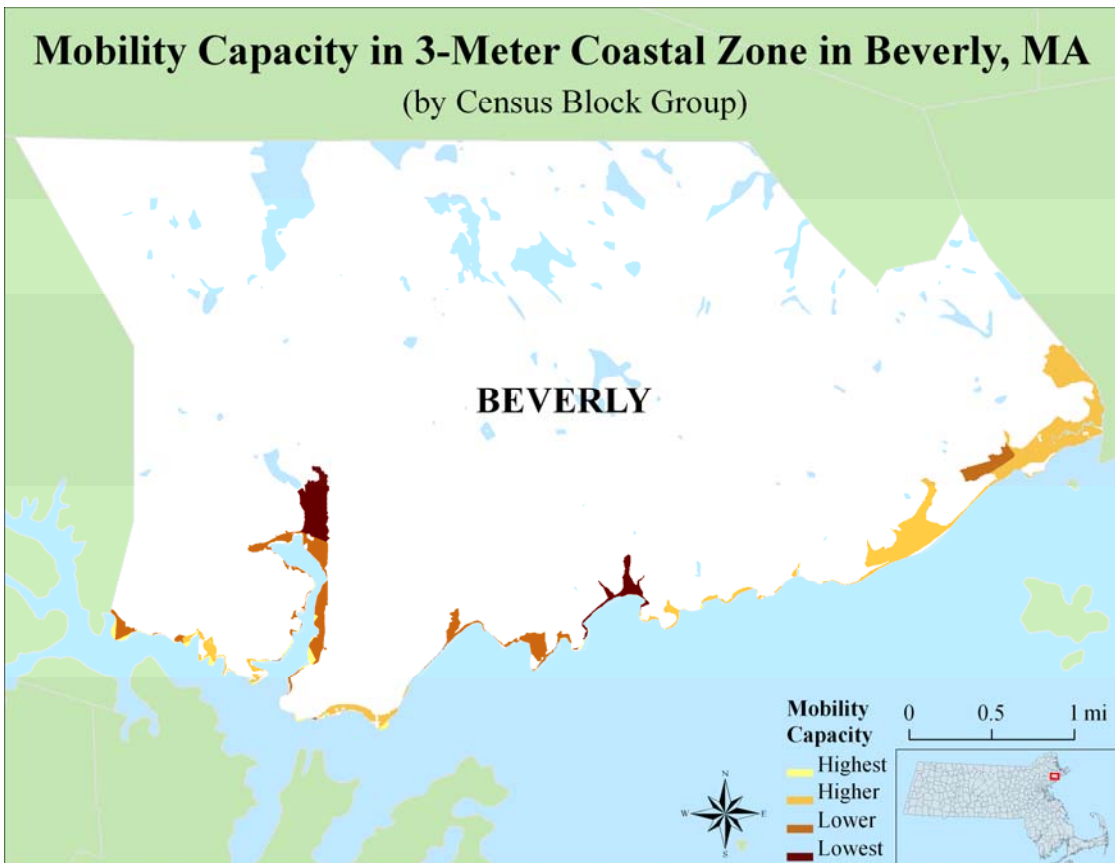 Mobility Capacity in 3-Meter Coastal Zone in Beverly, MA
(by Census Block Group)
BEVERLY
Mobility
Capacity
Highest
Higher
Lower
Lowest
0 0.5 1 mi
N
W E
S